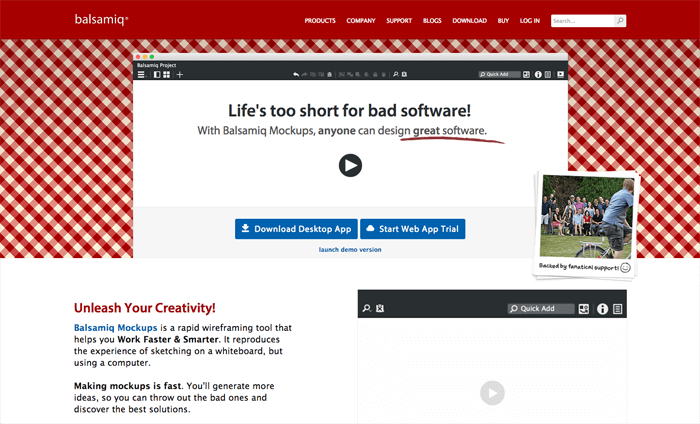 balsamiq®
PRODUCTS COMPANY SUPPORT BLOGS DOWNLOAD BUY LOG IN Search...
Balsamiq Project
Quick Add
Life's too short for bad software!
With Balsamiq Mockups, anyone can design great software.
Download Desktop App Start Web App Trial
launch demo version
Backed by fanatical support!
Unleash Your Creativity!
Balsamiq Mockups is a rapid wireframing tool that
helps you Work Faster & Smarter. It reproduces
the experience of sketching on a whiteboard, but
using a computer.
Making mockups is fast. You'll generate more
ideas, so you can throw out the bad ones and
discover the best solutions.
Quick Add